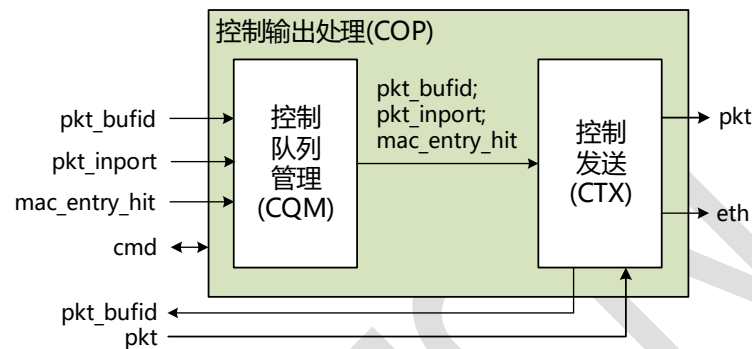 控制输出处理(COP)
pkt_bufid
pkt_inport
mac_entry_hit
cmd
控制
队列
管理
(CQM)
pkt_bufid;
pkt_inport;
mac_entry_hit
控制
发送
(CTX)
pkt
eth
pkt_bufid
pkt